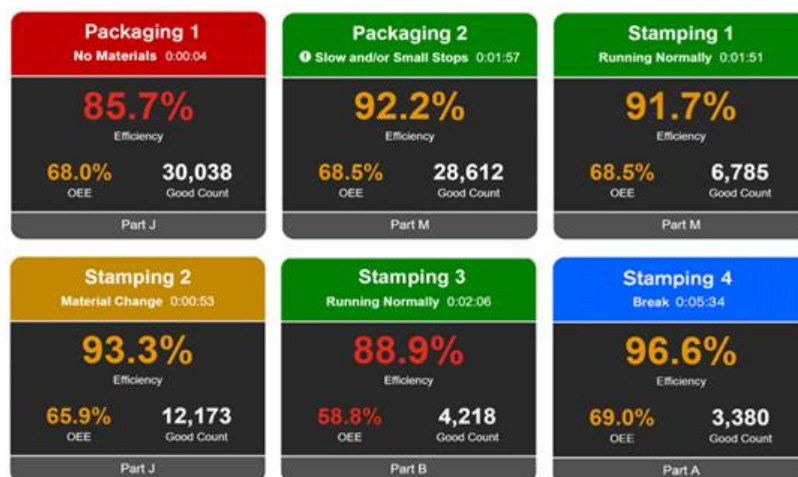 Packaging 1
No Materials 0:00:04
85.7%
Efficiency
68.0% 30,038
OEE Good Count
Part J
Packaging 2
Slow and/or Small Stops 0:01:57
92.2%
Efficiency
68.5% 28,612
OEE Good Count
Part M
Stamping 1
Running Normally 0:01:51
91.7%
Efficiency
68.5% 6,785
OEE Good Count
Part M
Stamping 2
Material Change 0:00:53
93.3%
Efficiency
65.9% 12,173
OEE Good Count
Part J
Stamping 3
Running Normally 0:02:06
88.9%
Efficiency
58.8% 4,218
OEE Good Count
Part B
Stamping 4
Break 0:05:34
96.6%
Efficiency
69.0% 3,380
OEE Good Count
Part A